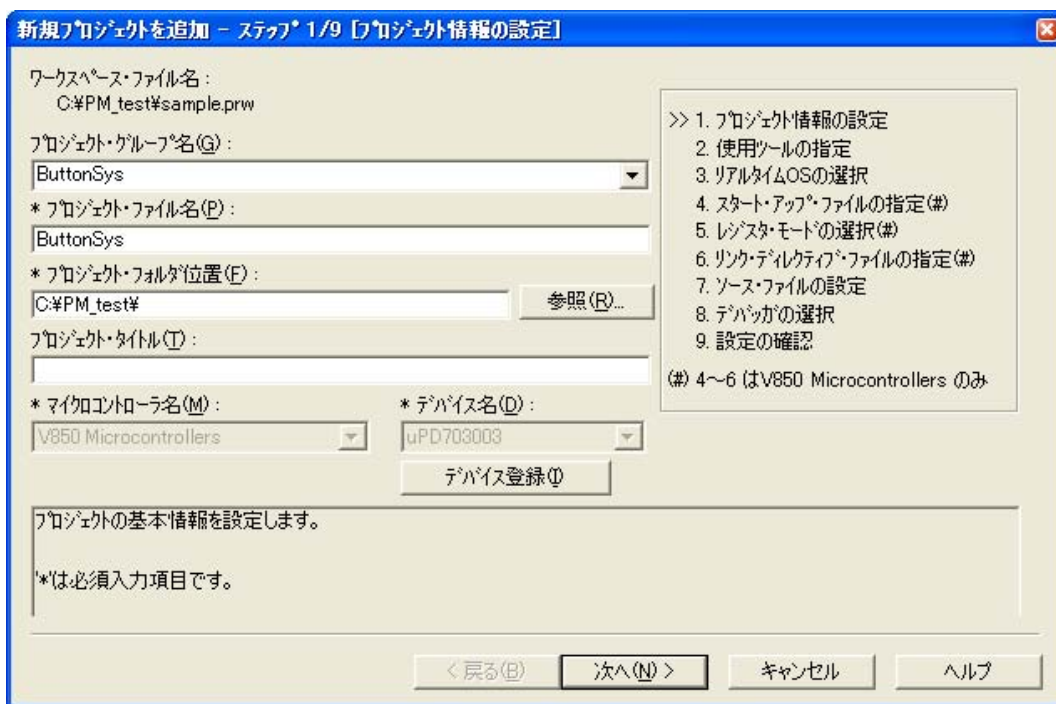 新規プロジェクトを追加 - ステップ 1/9 [プロジェクト情報の設定]
ワークスペース・ファイル名 :
C:¥PM_test¥sample.prw
プロジェクト・グループ名(G) :
ButtonSys
* プロジェクト・ファイル名(P) :
ButtonSys
* プロジェクト・フォルダ位置(F) :
C:¥PM_test¥
参照(R)...
プロジェクト・タイトル(T) :
* マイクロコントローラ名(M) :
V850 Microcontrollers
* デバイス名(D) :
uPD703003
デバイス登録(I)
>> 1. プロジェクト情報の設定
2. 使用ツールの指定
3. リアルタイムOSの選択
4. スタート・アップ・ファイルの指定(#)
5. レジスタ・モードの選択(#)
6. リンク・ディレクティブ・ファイルの指定(#)
7. ソース・ファイルの設定
8. デバッガの選択
9. 設定の確認
(#) 4~6 はV850 Microcontrollers のみ
プロジェクトの基本情報を設定します。
'*'は必須入力項目です。
< 戻る(B)
次へ(N) >
キャンセル
ヘルプ